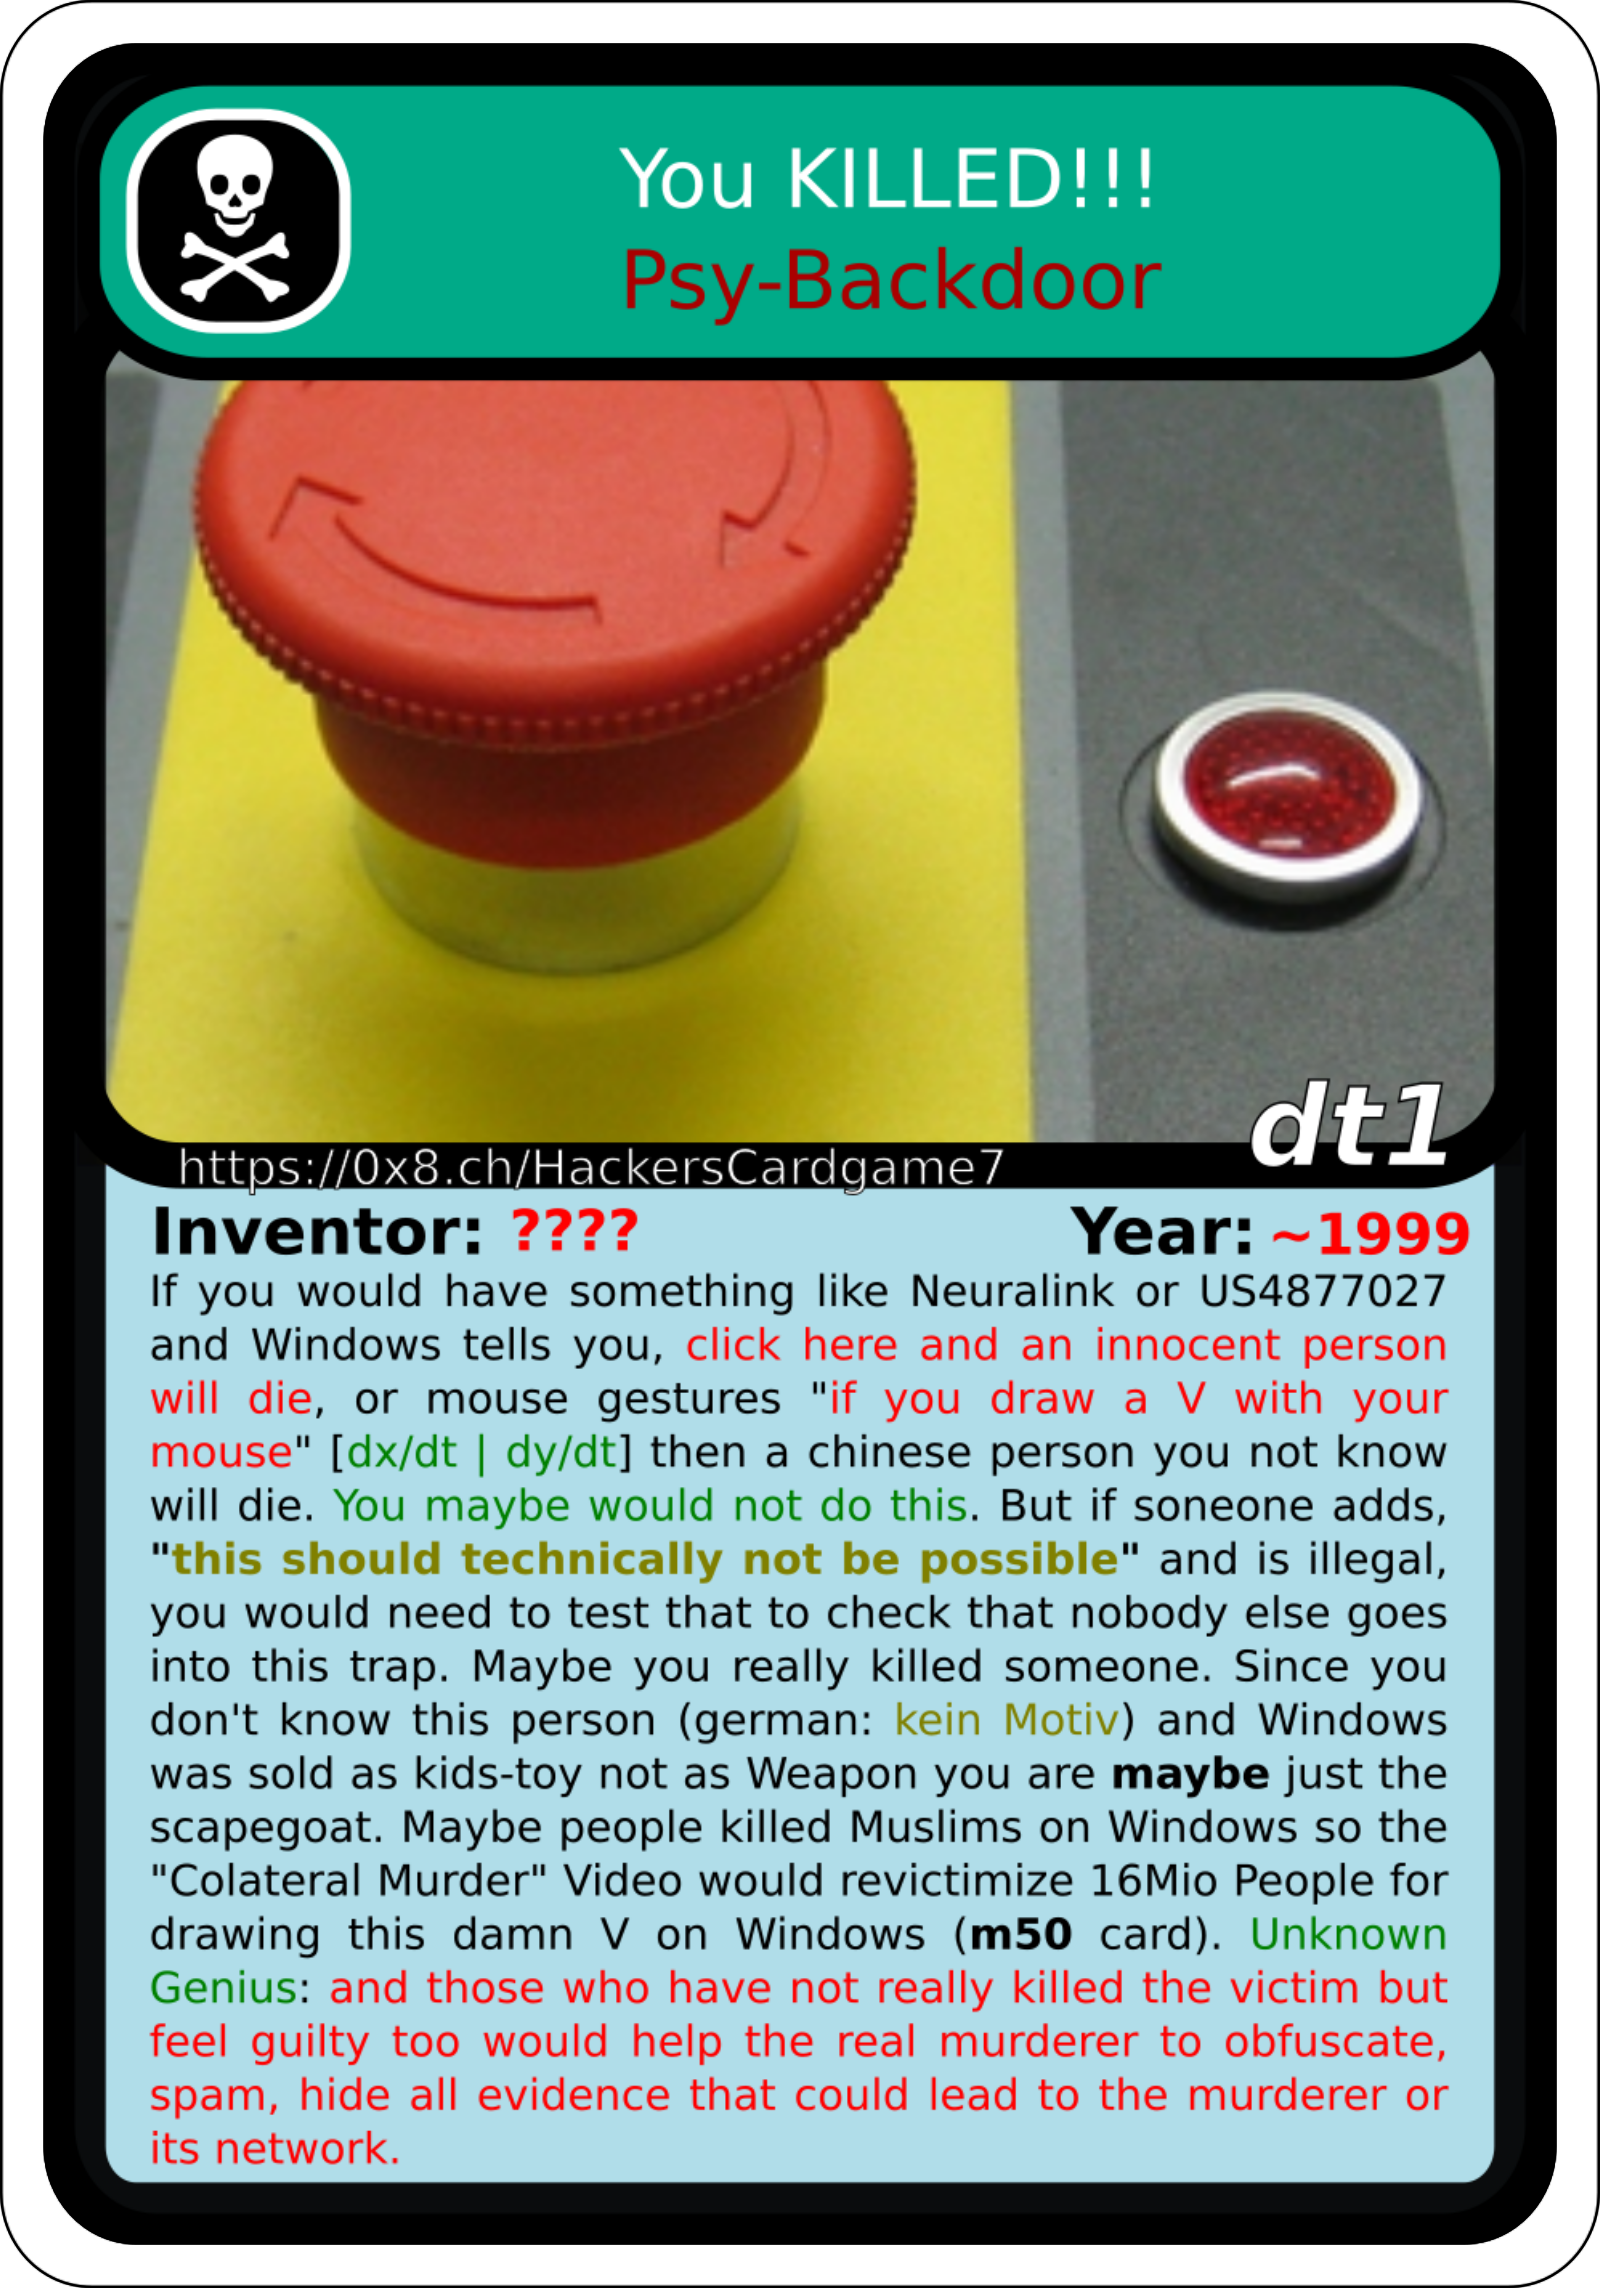 You KILLED!!!
Psy-Backdoor
dt1
https://0x8.ch/HackersCardgame7
Inventor: ???? Year: ~1999
If you would have something like Neuralink or US4877027
and Windows tells you, click here and an innocent person
will die, or mouse gestures "if you draw a V with your
mouse" [dx/dt | dy/dt] then a chinese person you not know
will die. You maybe would not do this. But if soneone adds,
"this should technically not be possible" and is illegal,
you would need to test that to check that nobody else goes
into this trap. Maybe you really killed someone. Since you
don't know this person (german: kein Motiv) and Windows
was sold as kids-toy not as Weapon you are maybe just the
scapegoat. Maybe people killed Muslims on Windows so the
"Colateral Murder" Video would revictimize 16Mio People for
drawing this damn V on Windows (m50 card). Unknown
Genius: and those who have not really killed the victim but
feel guilty too would help the real murderer to obfuscate,
spam, hide all evidence that could lead to the murderer or
its network.